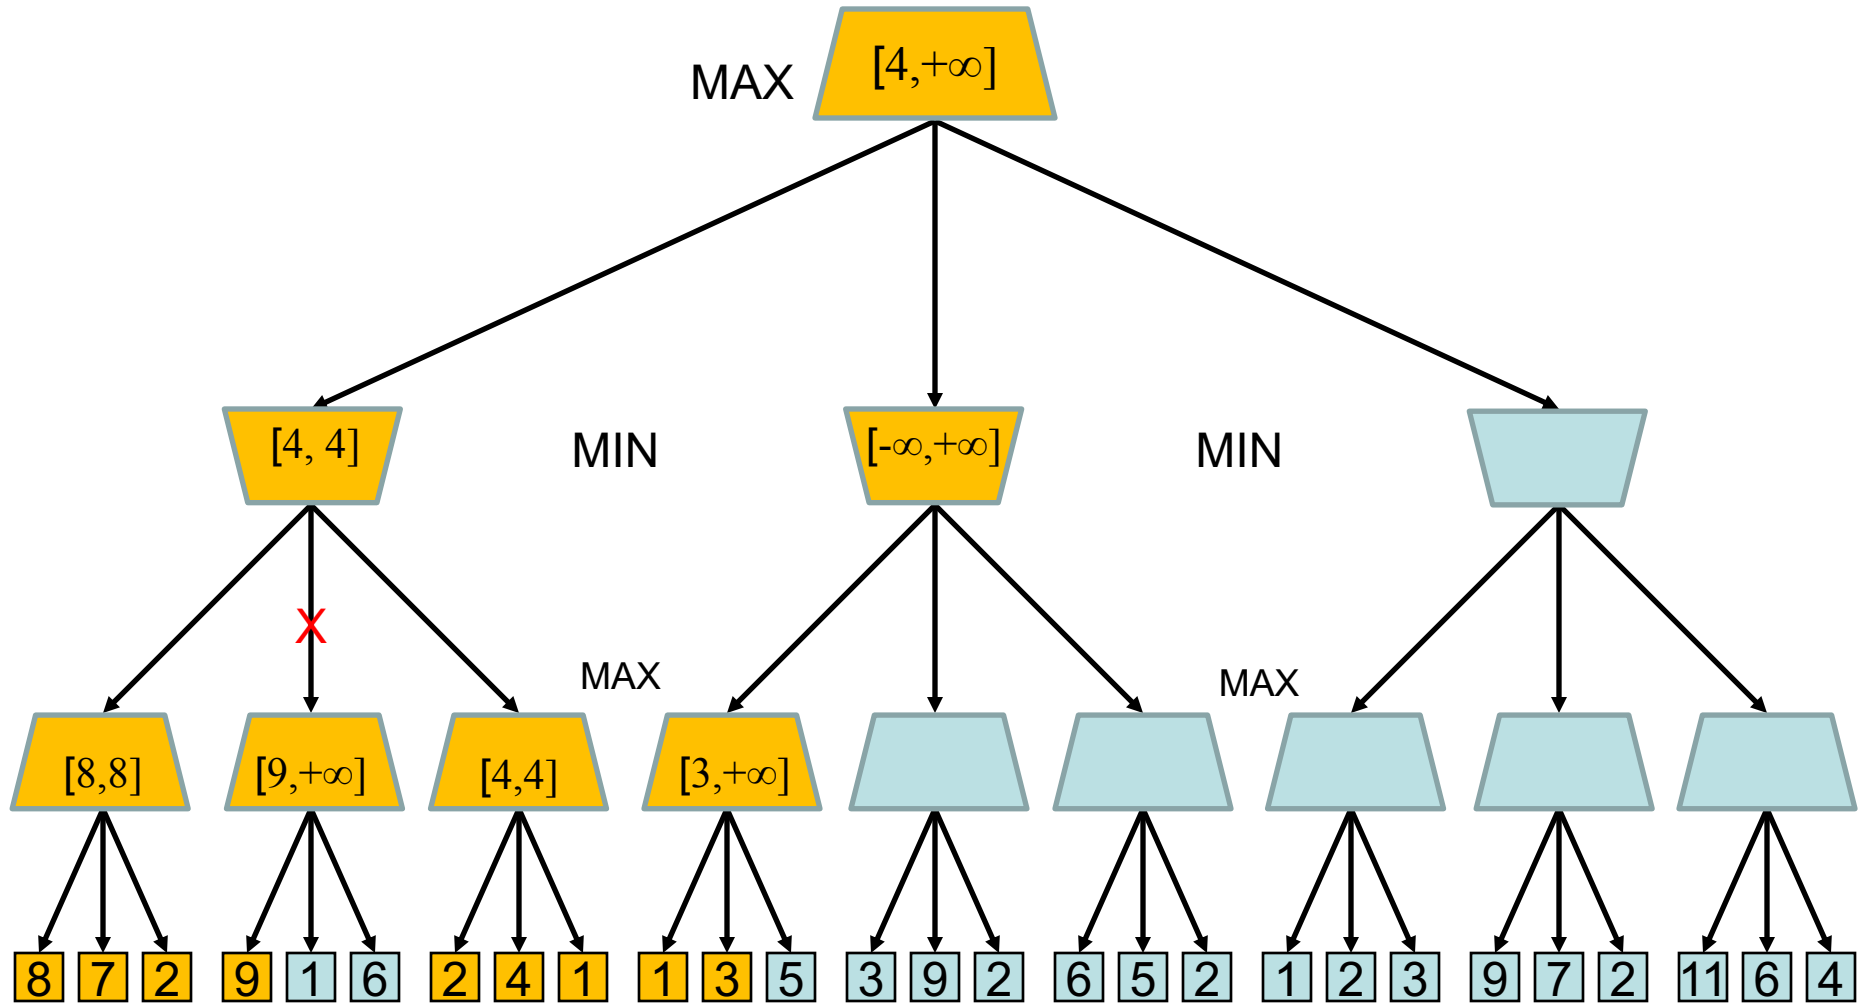 MAX
[4,+∞]
[4, 4]
MIN
[-∞,+∞]
MIN
X
MAX
MAX
[8,8]
[9,+∞]
[4,4]
[3,+∞]
8 7 2 9 1 6 2 4 1 1 3 5 3 9 2 6 5 2 1 2 3 9 7 2 11 6 4